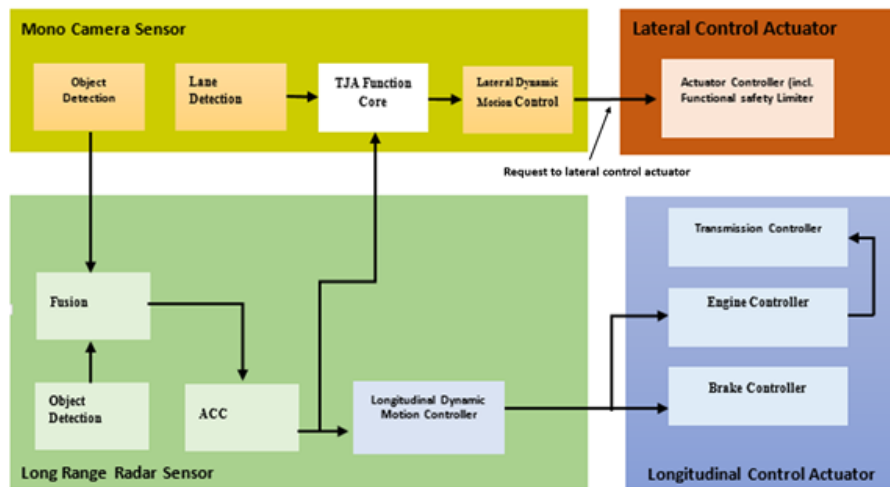 Mono Camera Sensor
Object
Detection
Lane
Detection
TJA Function
Core
Lateral Dynamic
Motion Control
Lateral Control Actuator
Actuator Controller (incl.
Functional safety Limiter
Request to lateral control actuator
Fusion
Object
Detection
ACC
Longitudinal Dynamic
Motion Controller
Long Range Radar Sensor
Transmission Controller
Engine Controller
Brake Controller
Longitudinal Control Actuator